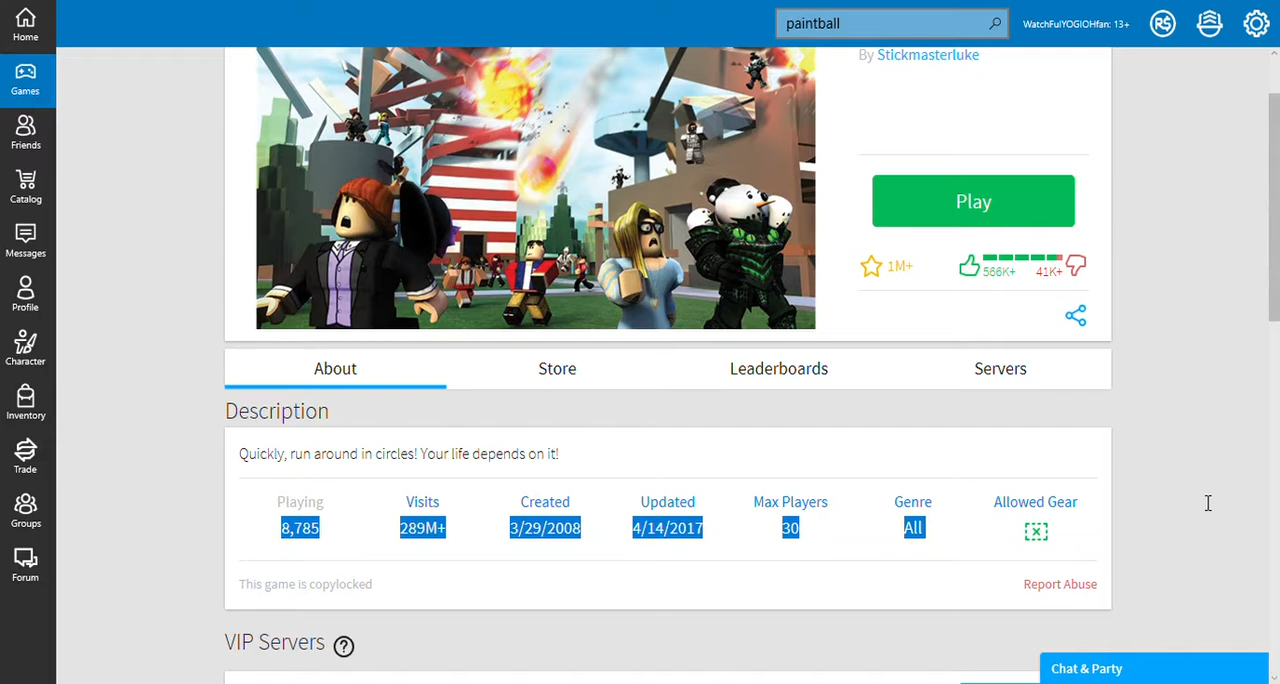 Home
paintball
WatchFulYOGIOHfan: 13+
R$
Games
Friends
Catalog
Messages
Profile
Character
Inventory
Trade
Groups
Forum
By Stickmasterluke
Play
1M+
566K+
41K+
About
Store
Leaderboards
Servers
Description
Quickly, run around in circles! Your life depends on it!
Playing
Visits
Created
Updated
Max Players
Genre
Allowed Gear
8,785
289M+
3/29/2008
4/14/2017
30
All
This game is copylocked
Report Abuse
VIP Servers ?
Chat & Party